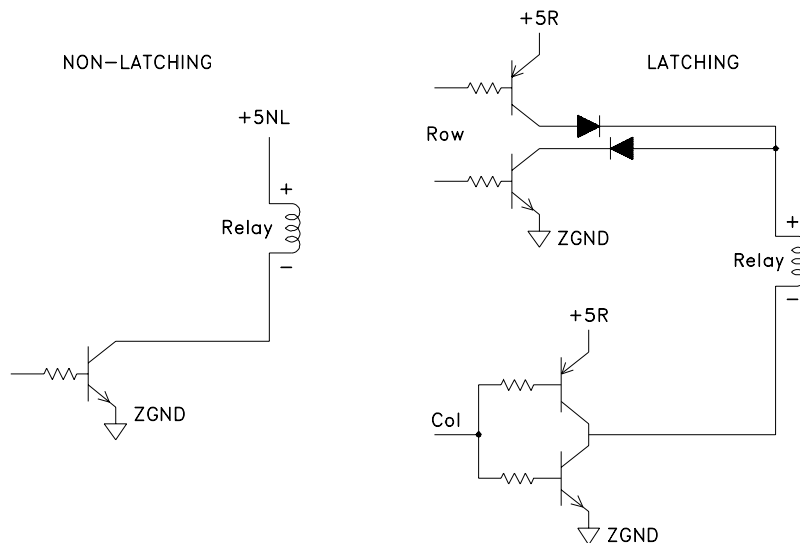 NON-LATCHING
+5NL
+
Relay
−
ZGND
+5R
LATCHING
Row
ZGND
+
Relay
−
+5R
Col
ZGND